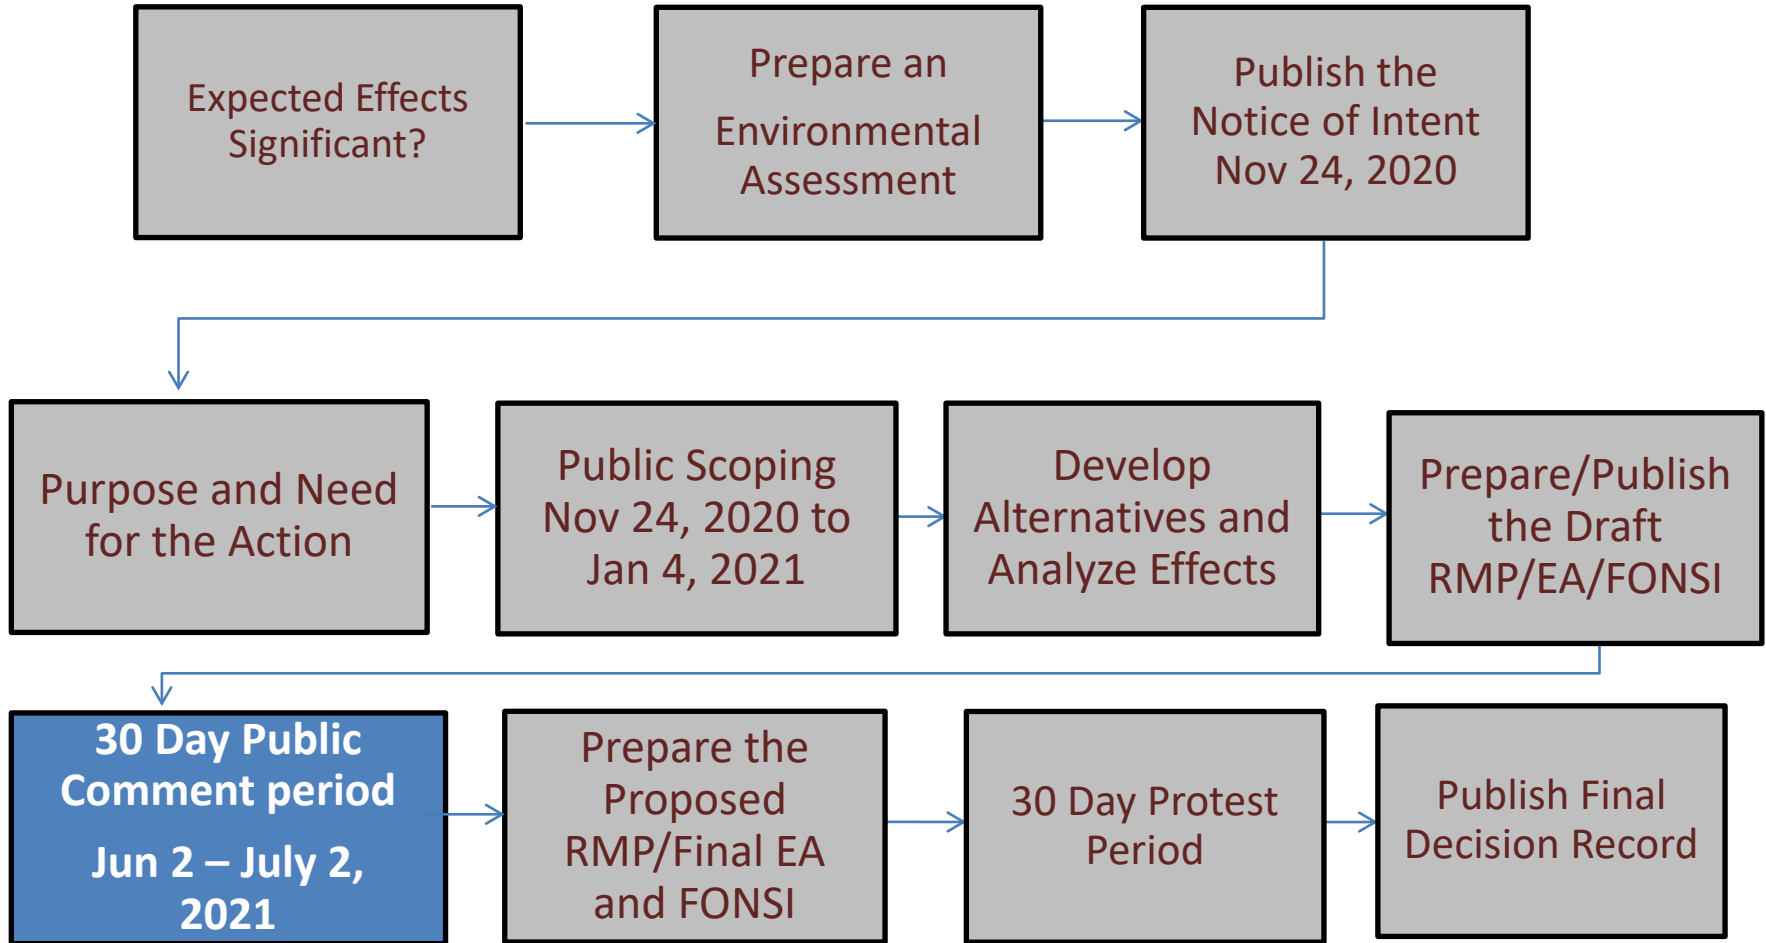 Expected Effects
Significant?
Prepare an
Environmental
Assessment
Publish the
Notice of Intent
Nov 24, 2020
Purpose and Need
for the Action
Public Scoping
Nov 24, 2020 to
Jan 4, 2021
Develop
Alternatives and
Analyze Effects
Prepare/Publish
the Draft
RMP/EA/FONSI
30 Day Public
Comment period
Jun 2 – July 2,
2021
Prepare the
Proposed
RMP/Final EA
and FONSI
30 Day Protest
Period
Publish Final
Decision Record